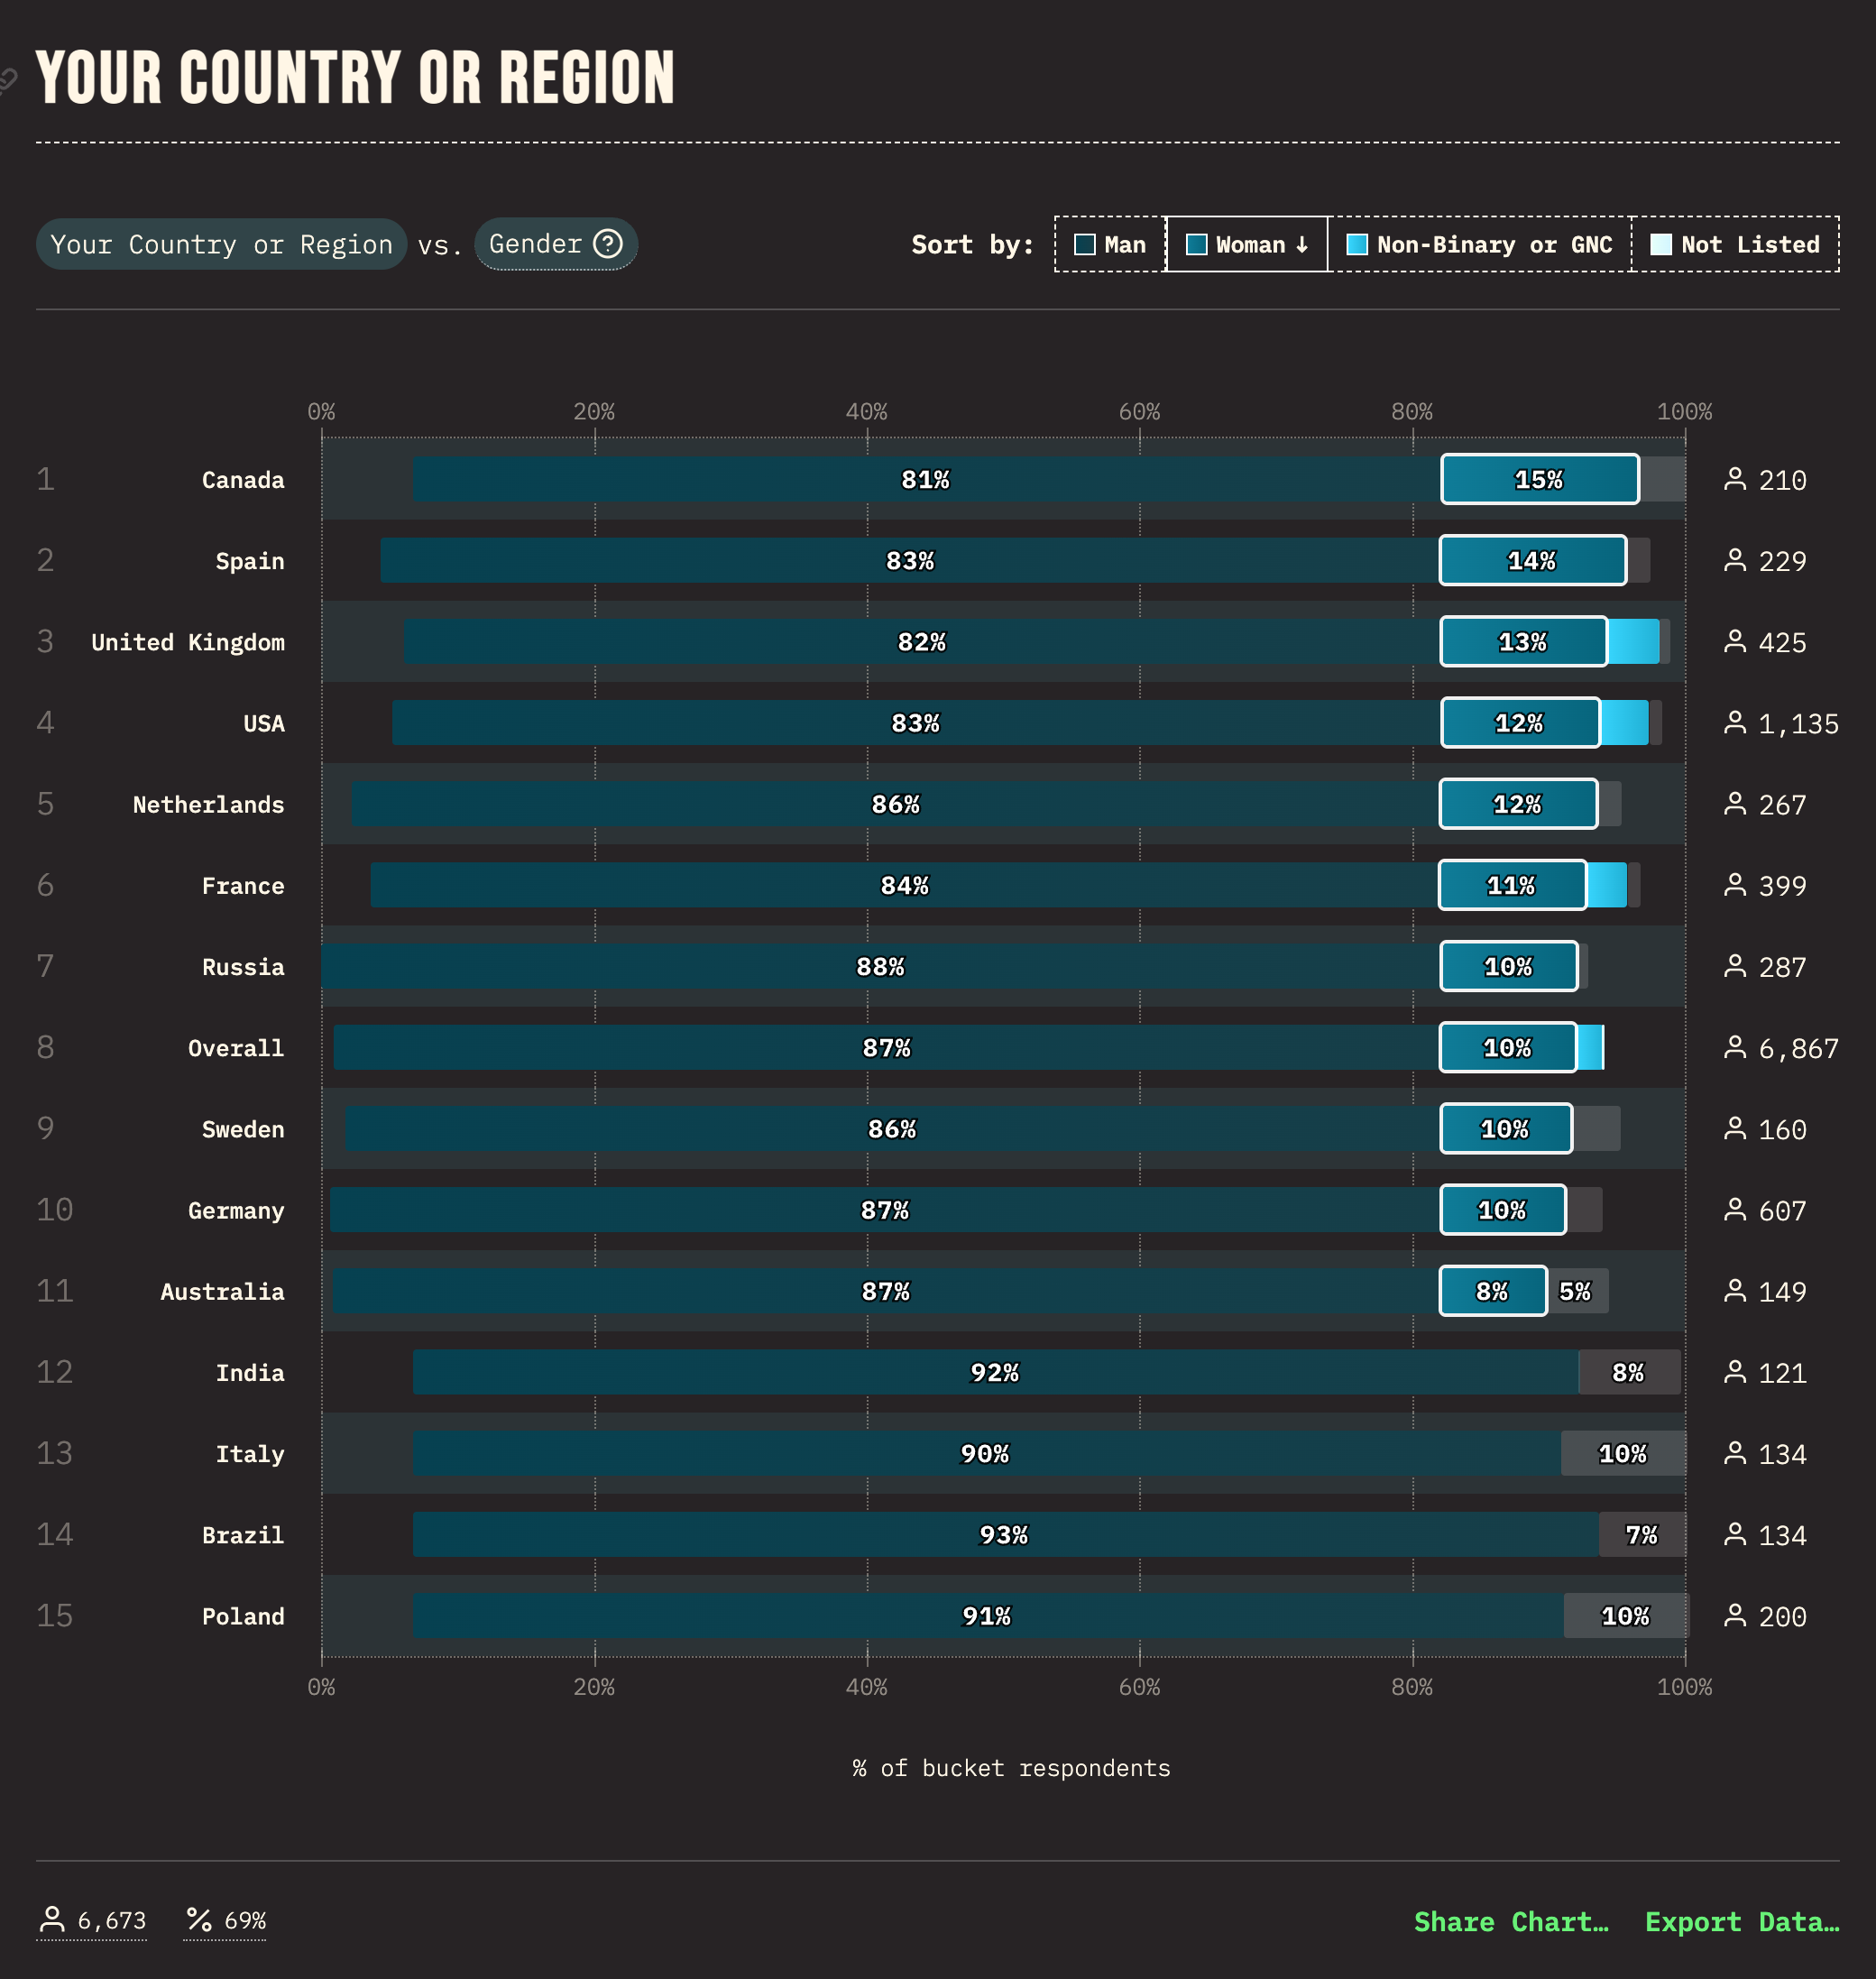 YOUR COUNTRY OR REGION
Your Country or Region vs. Gender ?
Sort by: Man Woman ↓ Non-Binary or GNC Not Listed
0% 20% 40% 60% 80% 100%
1 Canada 81% 15% 210
2 Spain 83% 14% 229
3 United Kingdom 82% 13% 425
4 USA 83% 12% 1,135
5 Netherlands 86% 12% 267
6 France 84% 11% 399
7 Russia 88% 10% 287
8 Overall 87% 10% 6,867
9 Sweden 86% 10% 160
10 Germany 87% 10% 607
11 Australia 87% 8% 5% 149
12 India 92% 8% 121
13 Italy 90% 10% 134
14 Brazil 93% 7% 134
15 Poland 91% 10% 200
0% 20% 40% 60% 80% 100%
% of bucket respondents
6,673 % 69% Share Chart… Export Data…